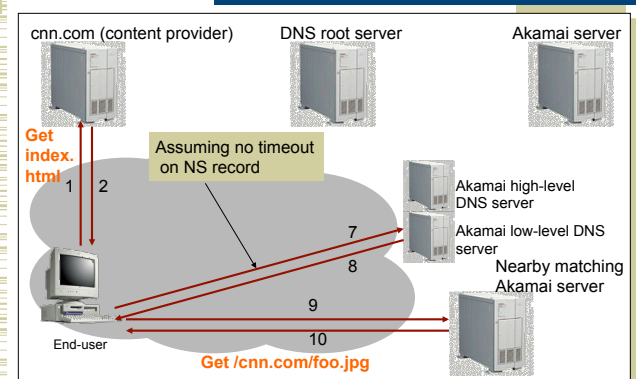 cnn.com (content provider)
DNS root server
Akamai server
Get
index.
html
1
2
Assuming no timeout
on NS record
Akamai high-level
DNS server
7
Akamai low-level DNS
server
8
Nearby matching
Akamai server
9
10
End-user
Get /cnn.com/foo.jpg